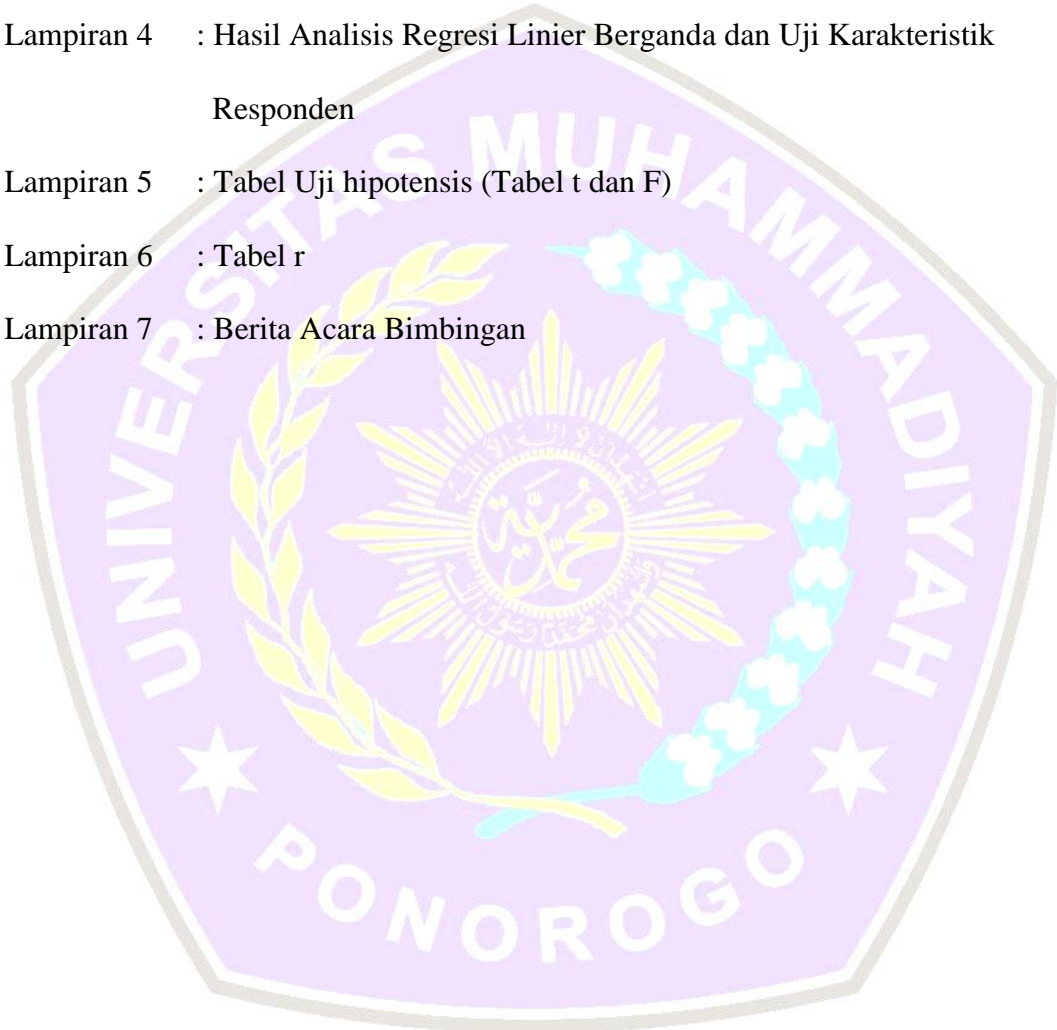 Lampiran 4 : Hasil Analisis Regresi Linier Berganda dan Uji Karakteristik
Responden
Lampiran 5 : Tabel Uji hipotensis (Tabel t dan F)
Lampiran 6 : Tabel r
Lampiran 7 : Berita Acara Bimbingan
UNIVERSITAS MUHAMMADIYAH
PONOROGO
محمدية